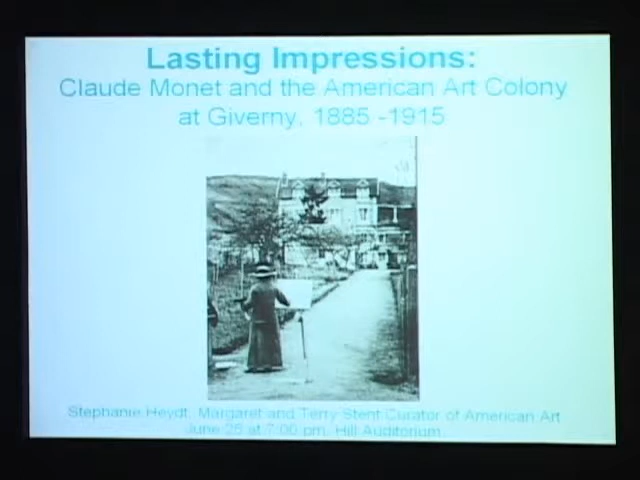 Lasting Impressions:
Claude Monet and the American Art Colony
at Giverny, 1885 -1915
Stephanie Heydt, Margaret and Terry Stent Curator of American Art
June 25 at 7:00 pm, Hill Auditorium